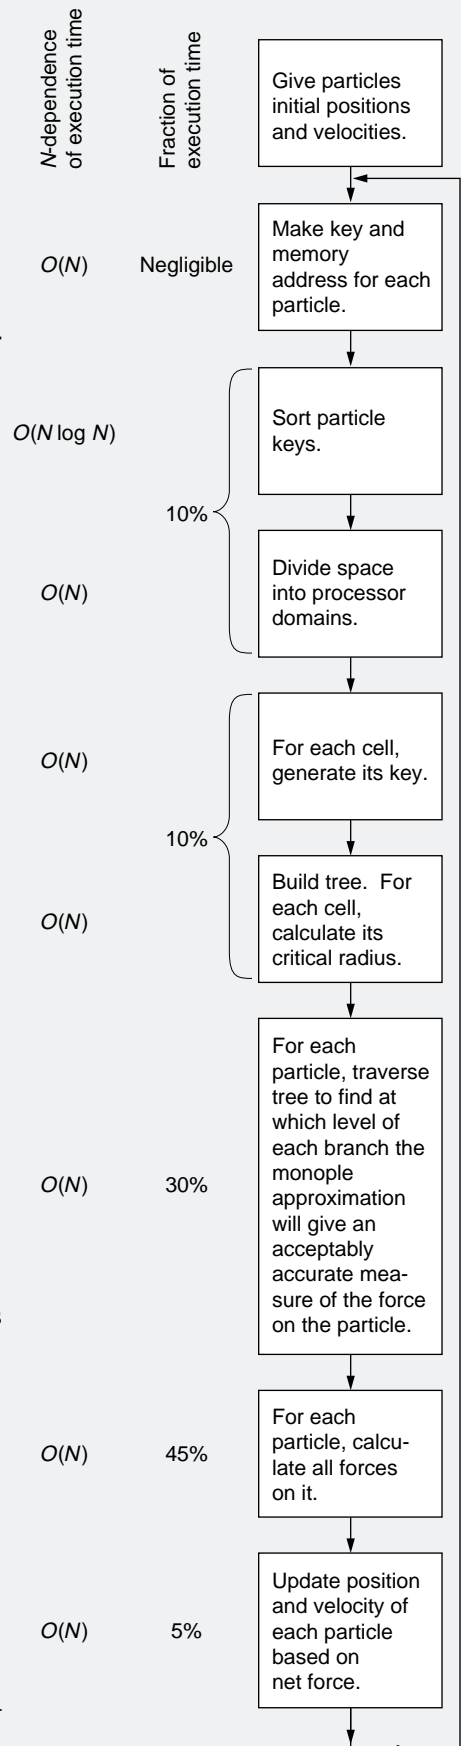 N-dependence
of execution time
Fraction of
execution time
Give particles
initial positions
and velocities.
O(N)
Negligible
Make key and
memory
address for each
particle.
O(N log N)
Sort particle
keys.
10%
O(N)
Divide space
into processor
domains.
O(N)
For each cell,
generate its key.
10%
O(N)
Build tree. For
each cell,
calculate its
critical radius.
O(N)
30%
For each
particle, traverse
tree to find at
which level of
each branch the
monople
approximation
will give an
acceptably
accurate mea-
sure of the force
on the particle.
O(N)
45%
For each
particle, calcu-
late all forces
on it.
O(N)
5%
Update position
and velocity of
each particle
based on
net force.